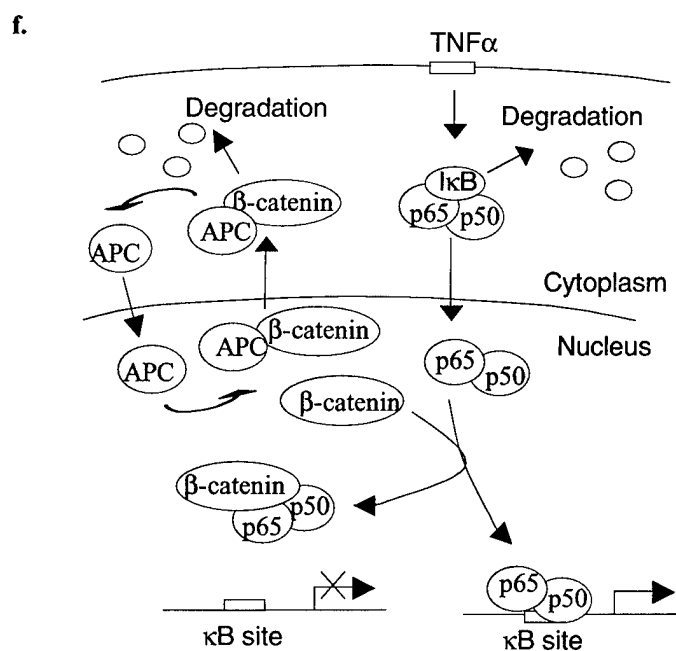 f.
TNFα
Degradation
Degradation
IκB
p65
p50
β-catenin
APC
APC
Cytoplasm
Nucleus
β-catenin
APC
APC
p65
p50
β-catenin
β-catenin
p50
p65
p65
p50
κB site
κB site